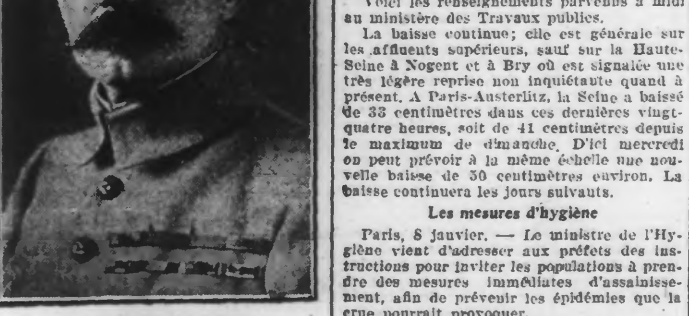 Voici les renseignements parvenus à midi
au ministère des Travaux publics.
La baisse continue; elle est générale sur
les affluents supérieurs, sauf sur la Haute-
Seine à Nogent et à Bry où est signalée une
très légère reprise non inquiétante quand à
présent. A Paris-Austerlitz, la Seine a baissé
de 33 centimètres dans ces dernières vingt-
quatre heures, soit de 41 centimètres depuis
le maximum de dimanche. D'ici mercredi
on peut prévoir à la même échelle une nou-
velle baisse de 30 centimètres environ. La
baisse continuera les jours suivants.
Les mesures d'hygiène
Paris, 8 janvier. — Le ministre de l'Hy-
giène vient d'adresser aux préfets des ins-
tructions pour inviter les populations à pren-
dre des mesures immédiates d'assainisse-
ment, afin de prévenir les épidémies que la
crue pourrait provoquer.